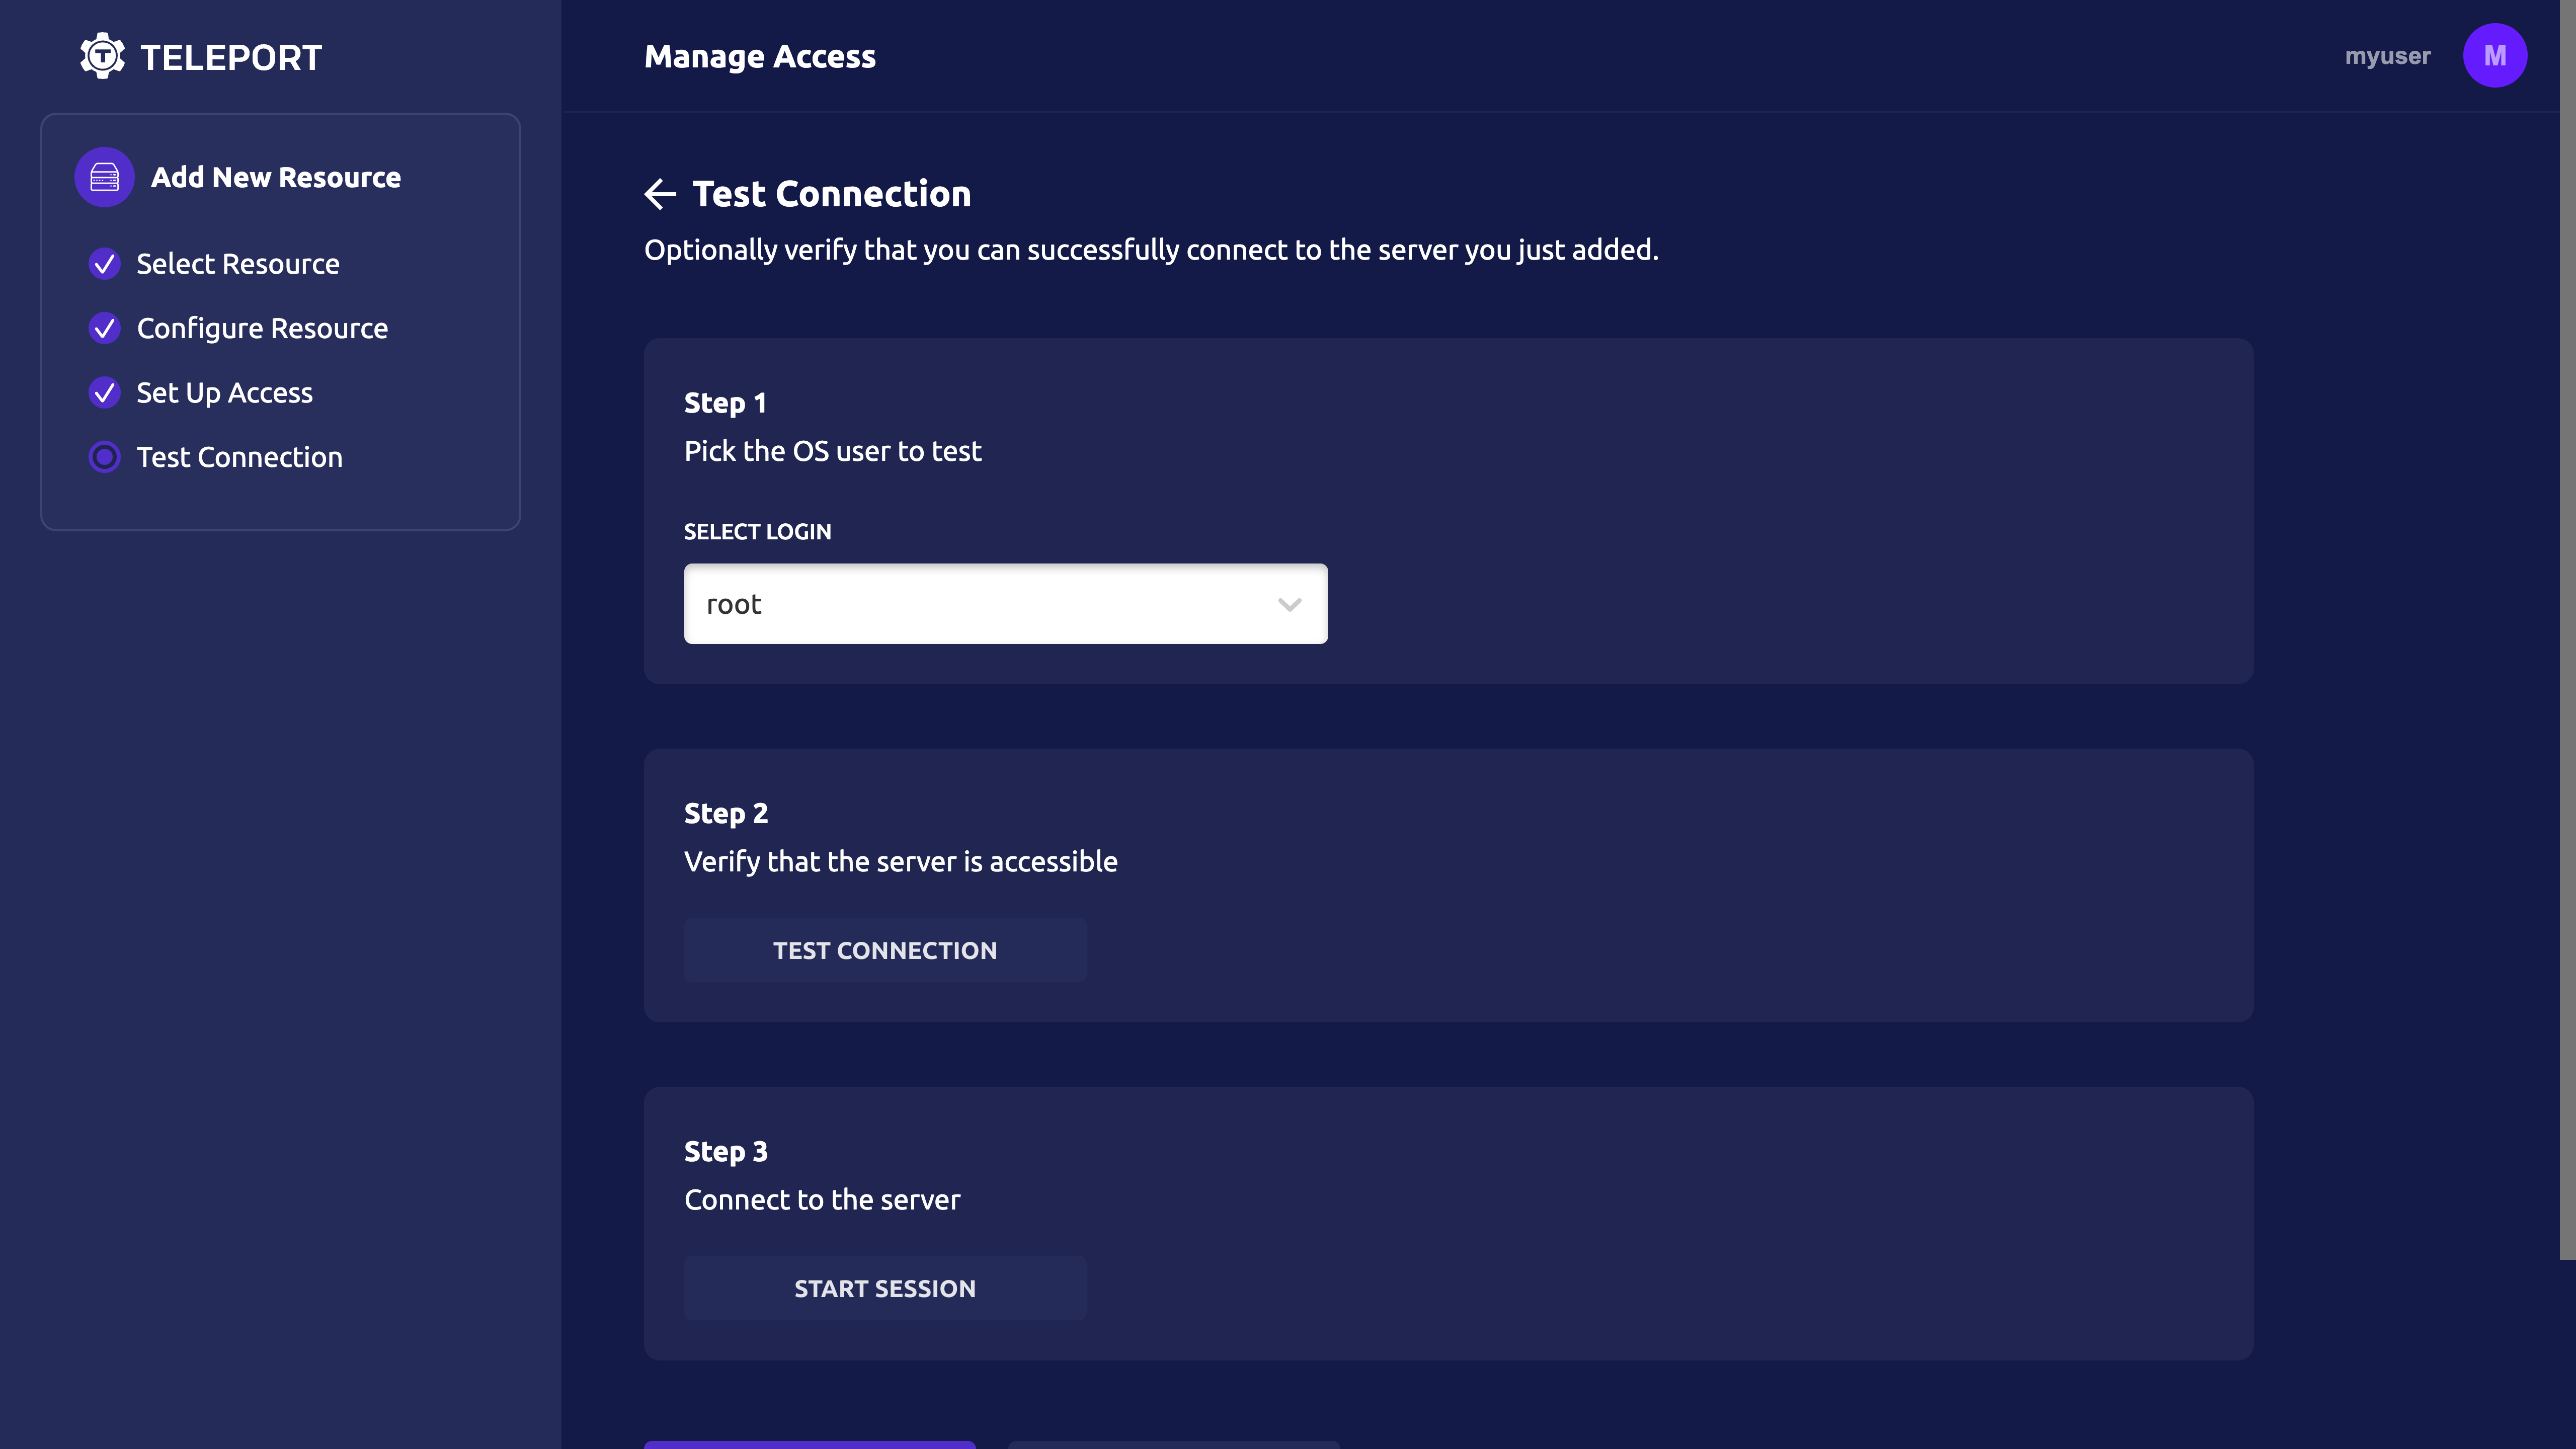 TELEPORT
Add New Resource
Select Resource
Configure Resource
Set Up Access
Test Connection
Manage Access
myuser
M
Test Connection
Optionally verify that you can successfully connect to the server you just added.
Step 1
Pick the OS user to test
SELECT LOGIN
root
Step 2
Verify that the server is accessible
TEST CONNECTION
Step 3
Connect to the server
START SESSION